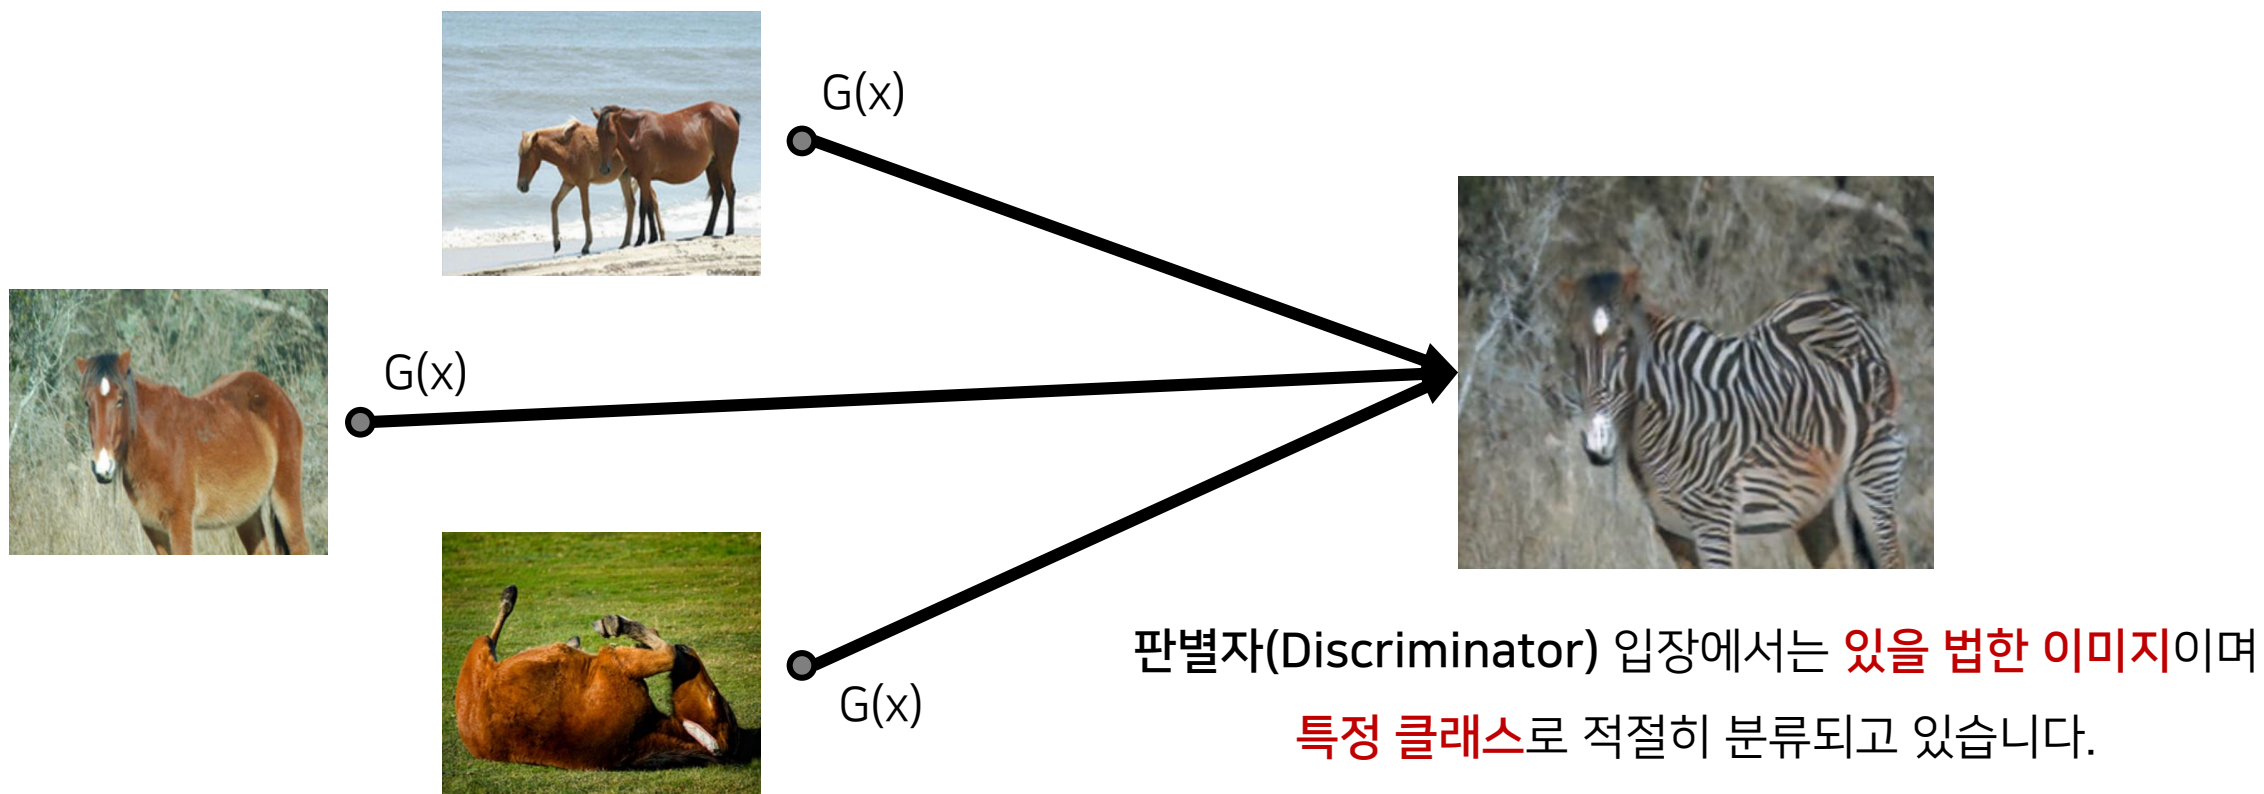 G(x)
G(x)
G(x)
판별자(Discriminator) 입장에서는 있을 법한 이미지이며
특정 클래스로 적절히 분류되고 있습니다.